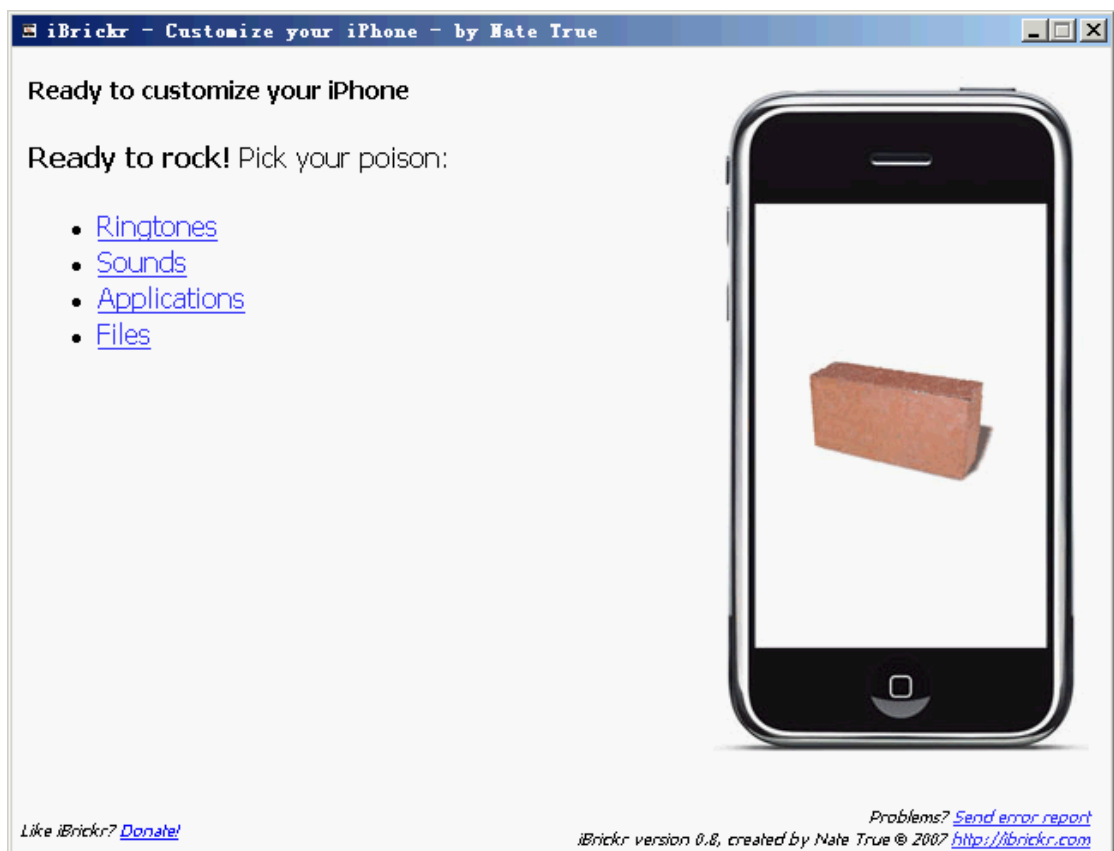 iBrickr - Customize your iPhone - by Nate True
Ready to customize your iPhone
Ready to rock! Pick your poison:
Ringtones
Sounds
Applications
Files
Like iBrickr? Donate!
Problems? Send error report
iBrickr version 0.8, created by Nate True © 2007 http://ibrickr.com